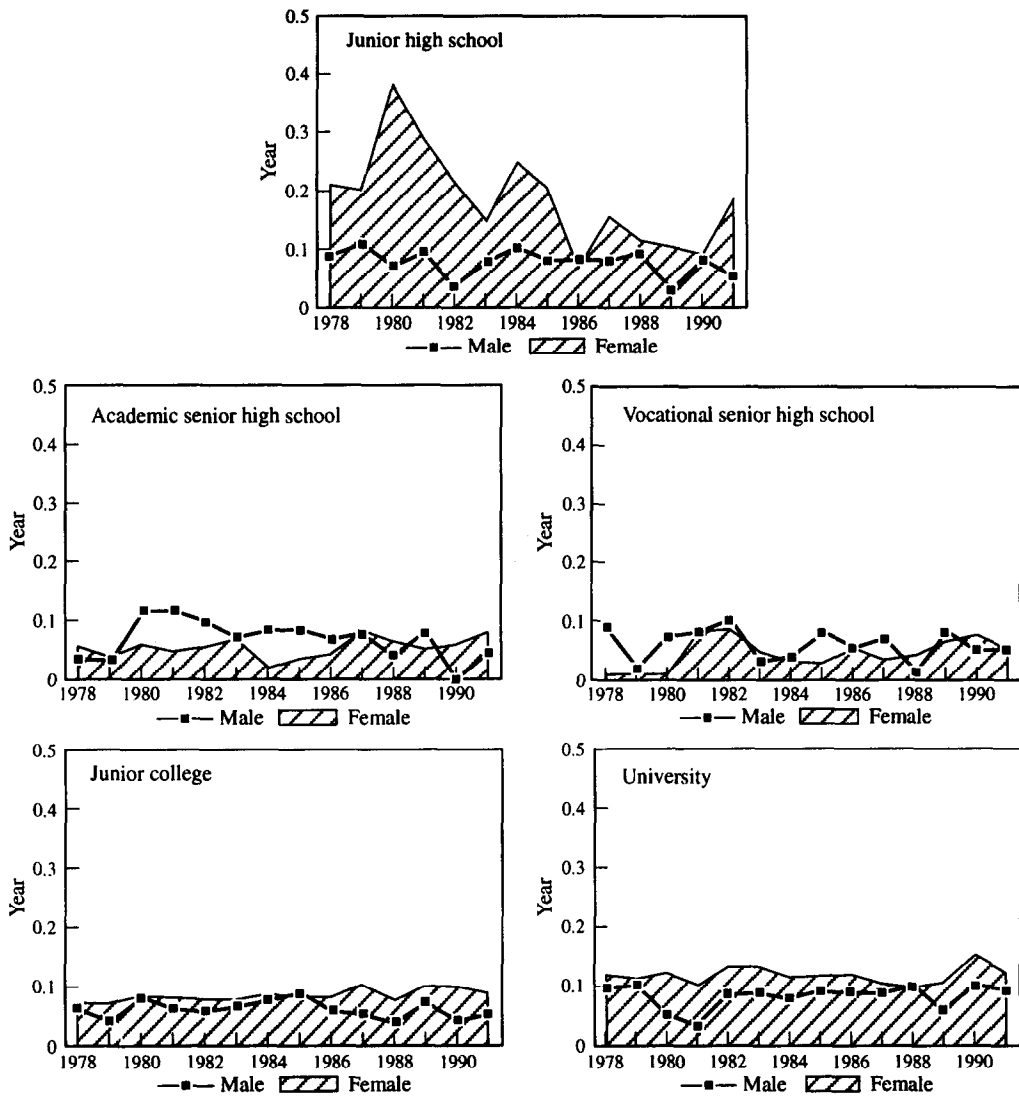 Junior high school
0.5
0.4
0.3
0.2
0.1
0
Year
1978 1980 1982 1984 1986 1988 1990
Male Female
Academic senior high school
0.5
0.4
0.3
0.2
0.1
0
Year
1978 1980 1982 1984 1986 1988 1990
Male Female
Vocational senior high school
0.5
0.4
0.3
0.2
0.1
0
Year
1978 1980 1982 1984 1986 1988 1990
Male Female
Junior college
0.5
0.4
0.3
0.2
0.1
0
Year
1978 1980 1982 1984 1986 1988 1990
Male Female
University
0.5
0.4
0.3
0.2
0.1
0
Year
1978 1980 1982 1984 1986 1988 1990
Male Female